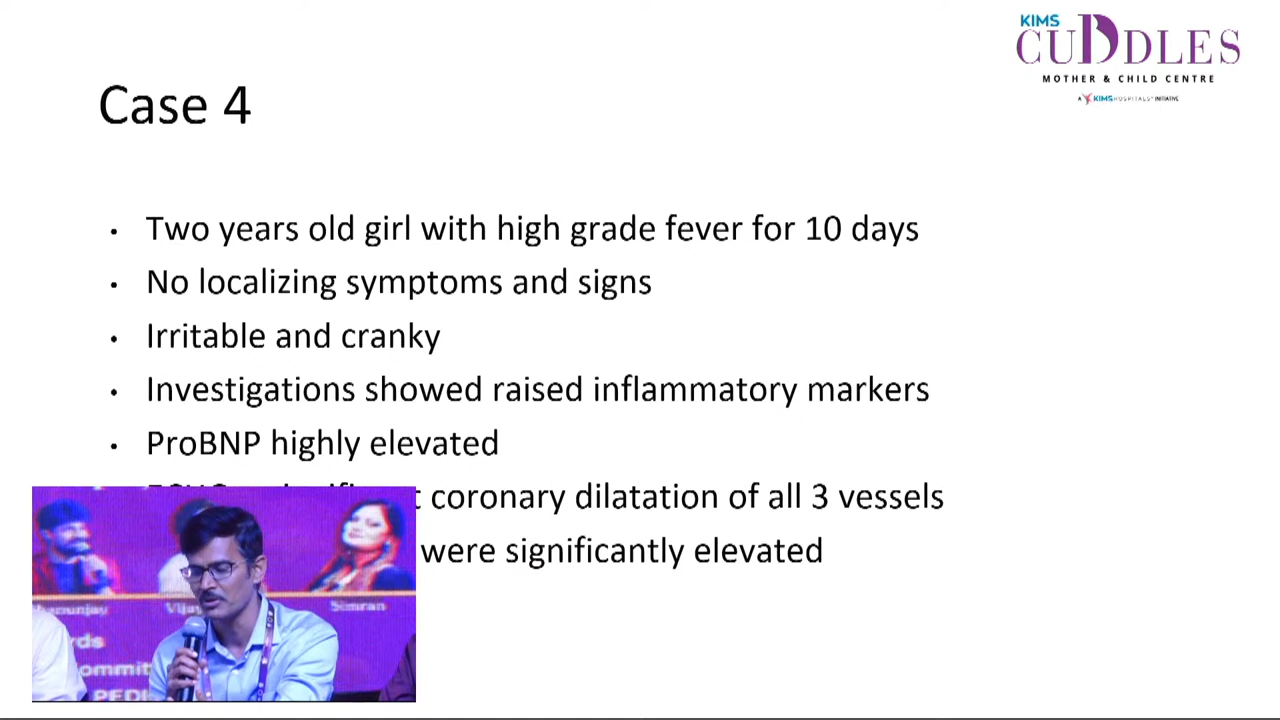 KIMS
CUDDLES
MOTHER & CHILD CENTRE
A KIMS HOSPITALS INITIATIVE
Case 4
• Two years old girl with high grade fever for 10 days
• No localizing symptoms and signs
• Irritable and cranky
• Investigations showed raised inflammatory markers
• ProBNP highly elevated
coronary dilatation of all 3 vessels
were significantly elevated
Simran